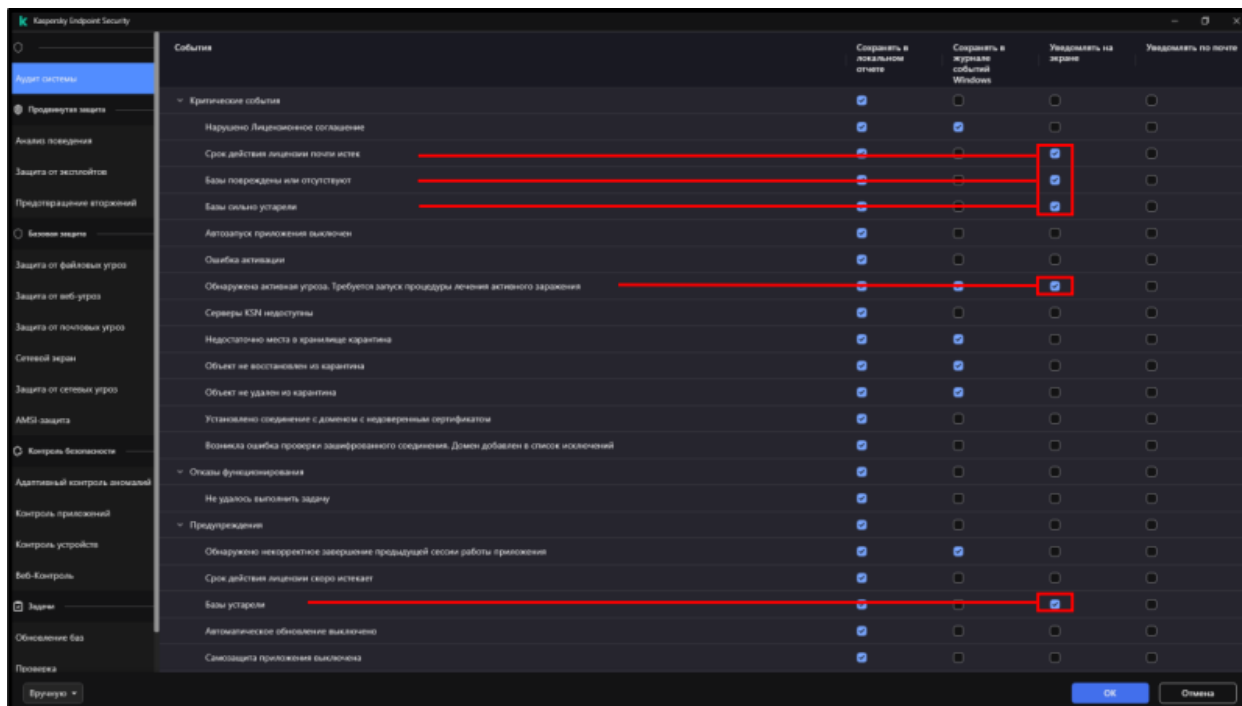 Kaspersky Endpoint Security
События
Сохранять в локальном отчете
Сохранять в журнале событий Windows
Уведомлять на экране
Уведомлять по почте
Аудит системы
Продвинутая защита
Анализ поведения
Защита от эксплойтов
Предотвращение вторжений
Базовая защита
Защита от файловых угроз
Защита от веб-угроз
Защита от почтовых угроз
Сетевой экран
Защита от сетевых угроз
AMSI-защита
Контроль безопасности
Адаптивный контроль аномалий
Контроль приложений
Контроль устройств
Веб-Контроль
Задачи
Обновление баз
Проверка
Критические события
Нарушено Лицензионное соглашение
Срок действия лицензии почти истек
Базы повреждены или отсутствуют
Базы сильно устарели
Автозапуск приложения выключен
Ошибка активации
Обнаружена активная угроза. Требуется запуск процедуры лечения активного заражения
Серверы KSN недоступны
Недостаточно места в хранилище карантина
Объект не восстановлен из карантина
Объект не удален из карантина
Установлено соединение с доменом с недоверенным сертификатом
Возникла ошибка проверки зашифрованного соединения. Домен добавлен в список исключений
Отказы функционирования
Не удалось выполнить задачу
Предупреждения
Обнаружено некорректное завершение предыдущей сессии работы приложения
Срок действия лицензии скоро истекает
Базы устарели
Автоматическое обновление выключено
Самозащита приложения выключена
Вручную
ОК
Отмена